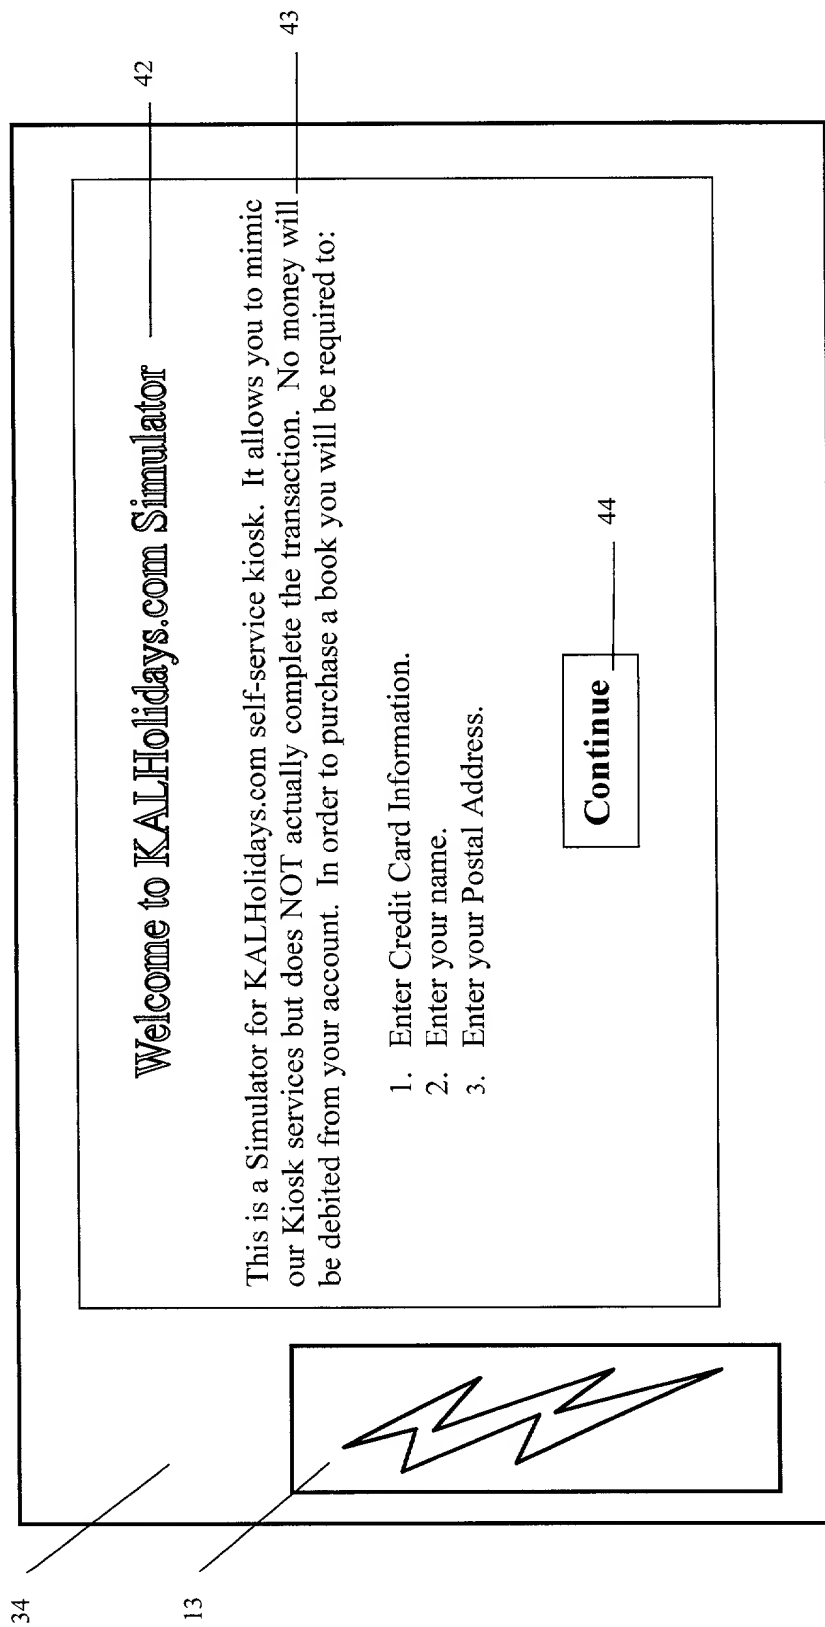 42
Welcome to KALHolidays.com Simulator
This is a Simulator for KALHolidays.com self-service kiosk. It allows you to mimic
43
our Kiosk services but does NOT actually complete the transaction. No money will
be debited from your account. In order to purchase a book you will be required to:
1. Enter Credit Card Information.
2. Enter your name.
3. Enter your Postal Address.
Continue
44
34
13